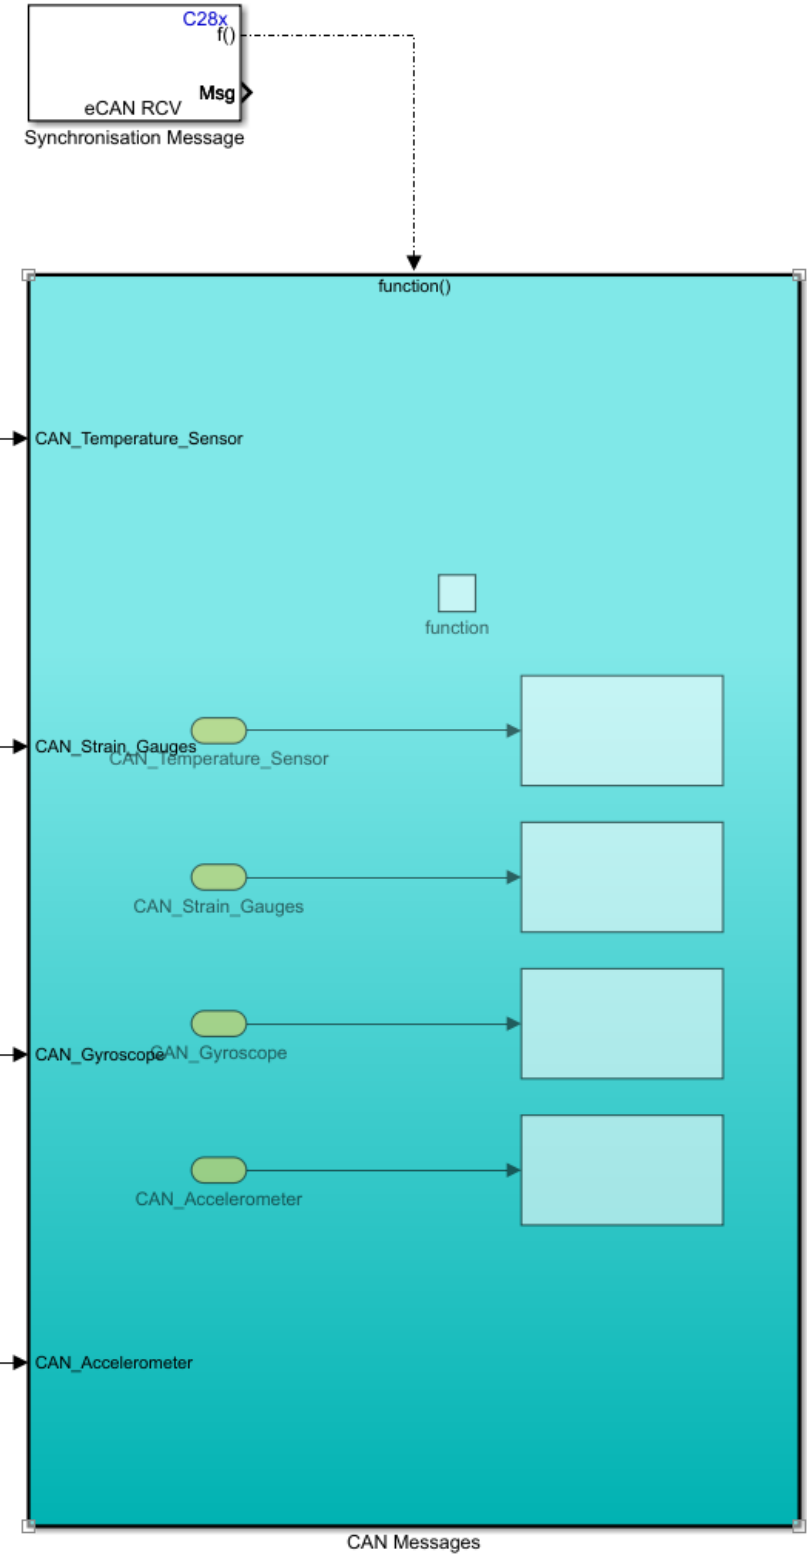 C28x
f()
Msg
eCAN RCV
Synchronisation Message
function()
CAN_Temperature_Sensor
function
CAN_Strain_Gauges
CAN_Temperature_Sensor
CAN_Strain_Gauges
CAN_Gyroscope
CAN_Gyroscope
CAN_Accelerometer
CAN_Accelerometer
CAN Messages